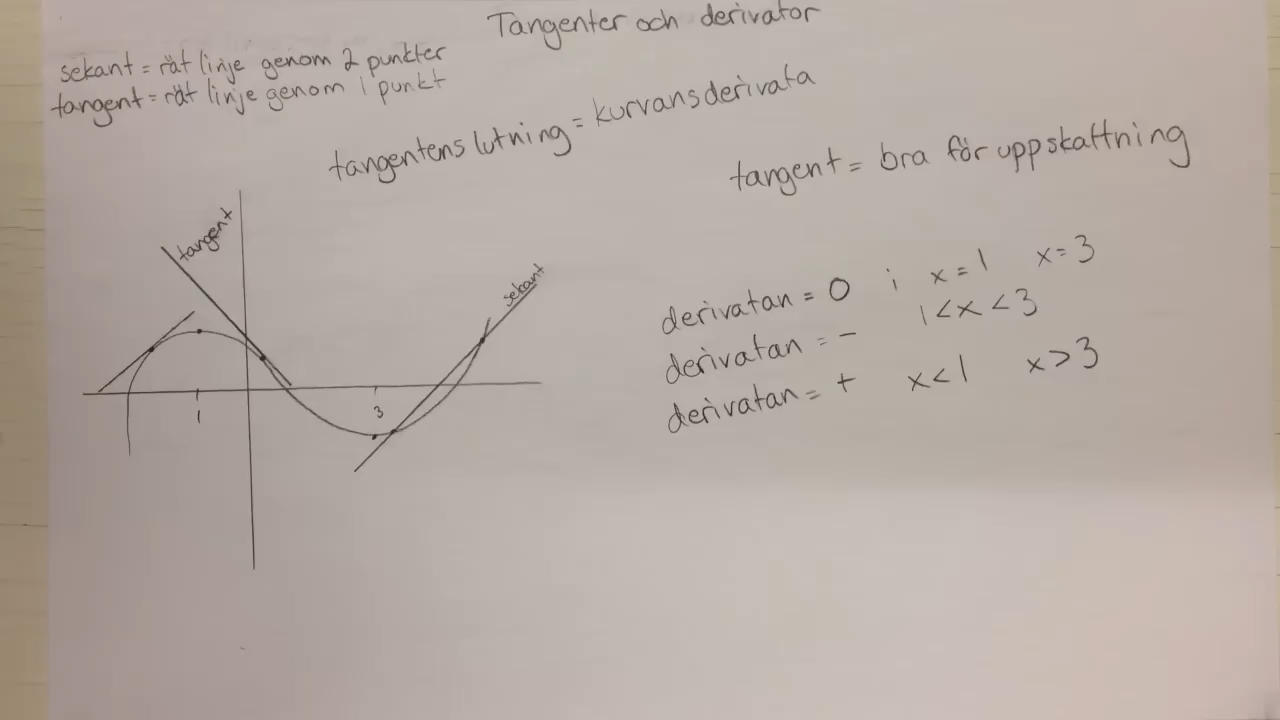 Tangenter och derivator
sekant = rät linje genom 2 punkter
tangent = rät linje genom 1 punkt
tangentens lutning = kurvans derivata
tangent = bra för uppskattning
tangent
sekant
1
3
derivatan = 0 i x = 1 x = 3
derivatan = - 1 < x < 3
derivatan = + x < 1 x > 3